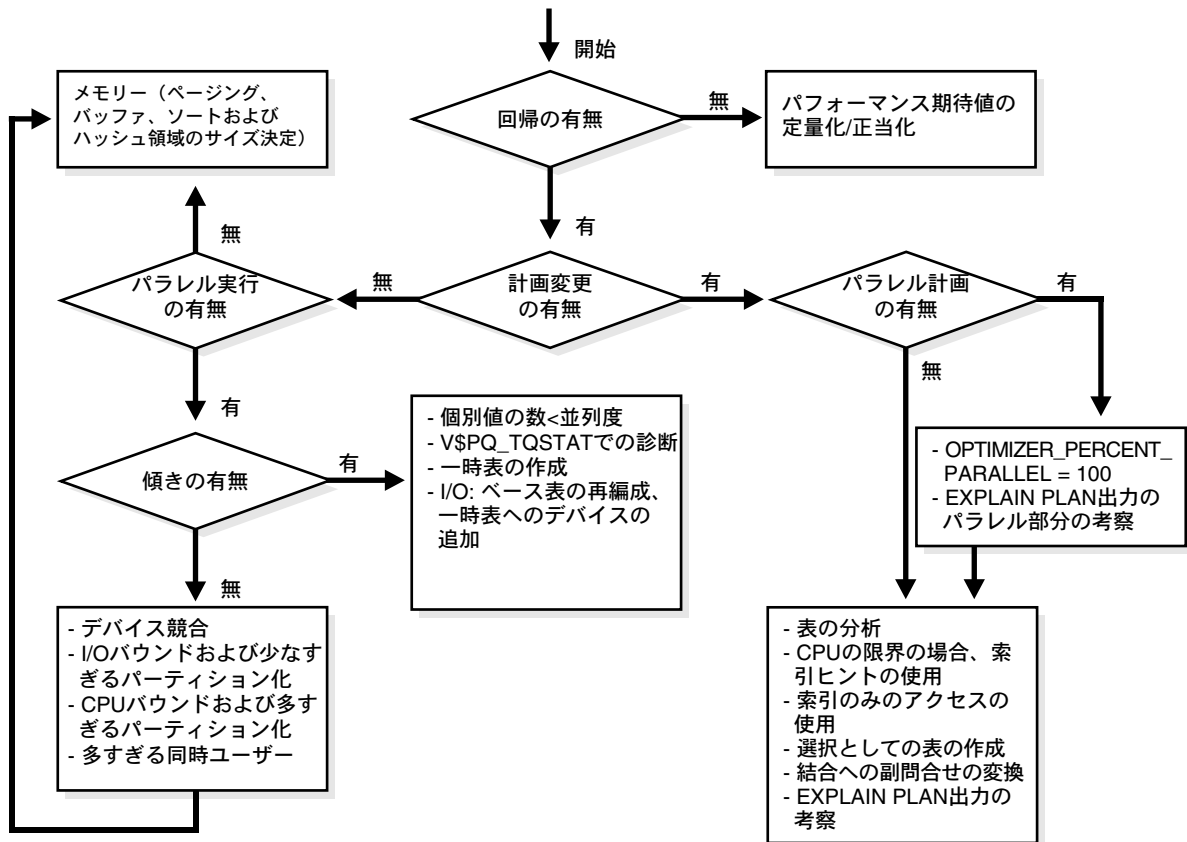 開始
メモリー（ページング、
バッファ、ソートおよび
ハッシュ領域のサイズ決定）
回帰の有無
無
パフォーマンス期待値の
定量化/正当化
有
無
パラレル実行
の有無
無
計画変更
の有無
有
パラレル計画
の有無
有
無
有
- 個別値の数<並列度
- V$PQ_TQSTATでの診断
- 一時表の作成
- I/O: ベース表の再編成、
一時表へのデバイスの
追加
傾きの有無
有
- OPTIMIZER_PERCENT_
PARALLEL = 100
- EXPLAIN PLAN出力の
パラレル部分の考察
無
- デバイス競合
- I/Oバウンドおよび少なす
ぎるパーティション化
- CPUバウンドおよび多す
ぎるパーティション化
- 多すぎる同時ユーザー
- 表の分析
- CPUの限界の場合、索
引ヒントの使用
- 索引のみのアクセスの
使用
- 選択としての表の作成
- 結合への副問合せの変換
- EXPLAIN PLAN出力の
考察